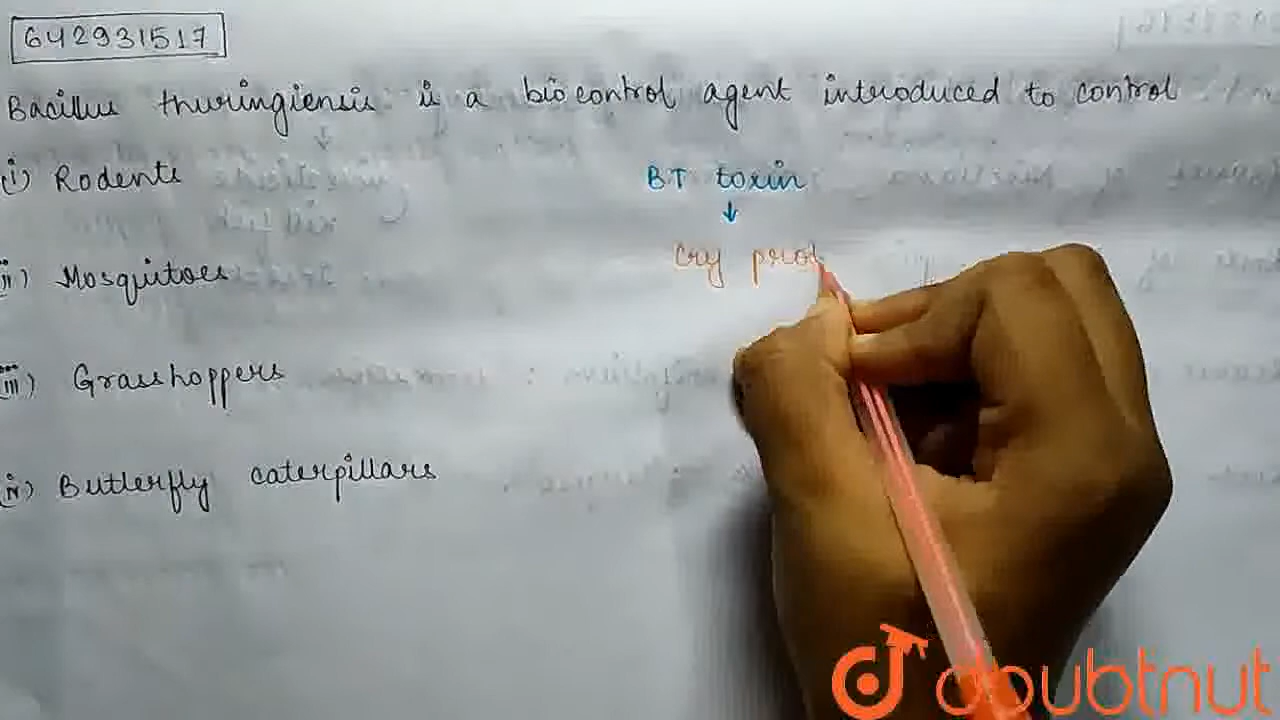 642931517
Bacillus thuringiensis is a biocontrol agent introduced to control
(i) Rodents
BT toxin
↓
Cry prot
(ii) Mosquitoes
(iii) Grasshoppers
(iv) Butterfly caterpillars
doubtnut